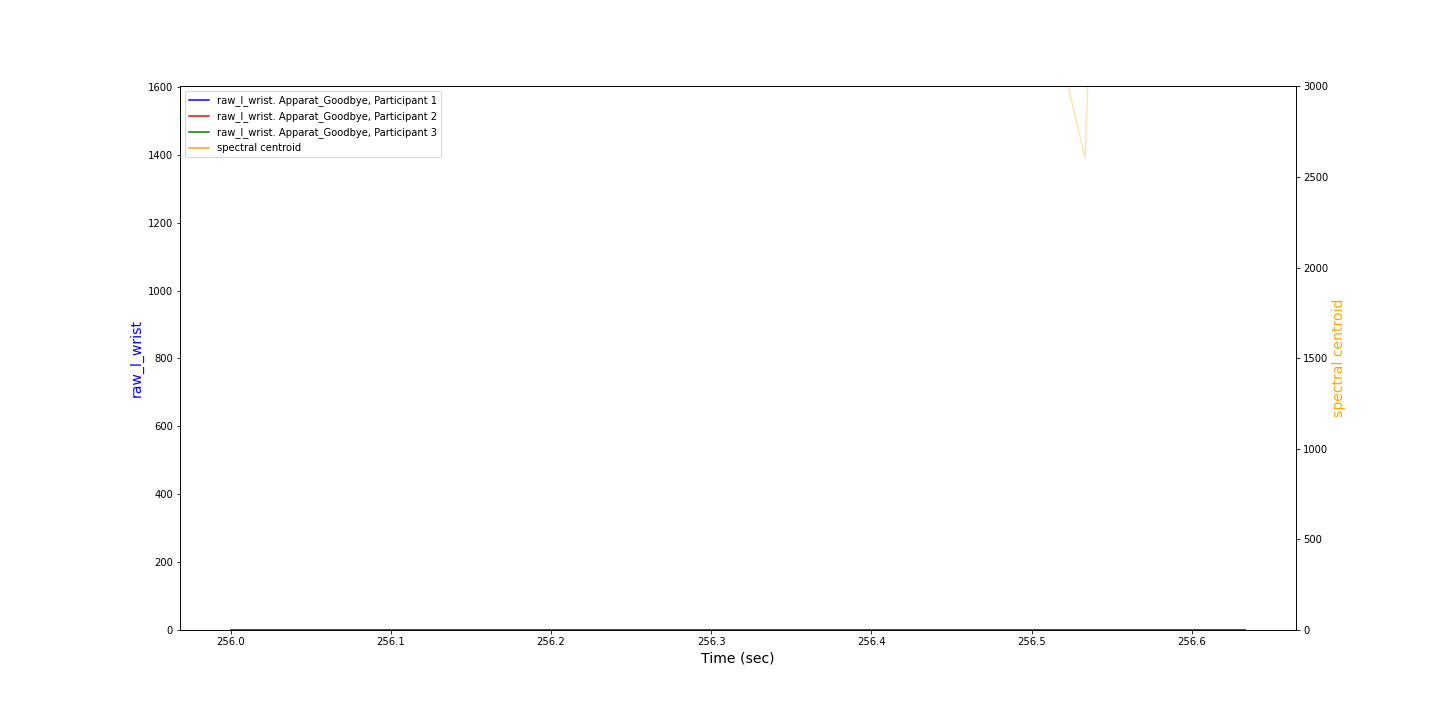 raw_l_wrist. Apparat_Goodbye, Participant 1
raw_l_wrist. Apparat_Goodbye, Participant 2
raw_l_wrist. Apparat_Goodbye, Participant 3
spectral centroid
1600
1400
1200
1000
800
600
400
200
0
raw_l_wrist
3000
2500
2000
1500
1000
500
0
spectral centroid
256.0 256.1 256.2 256.3 256.4 256.5 256.6
Time (sec)